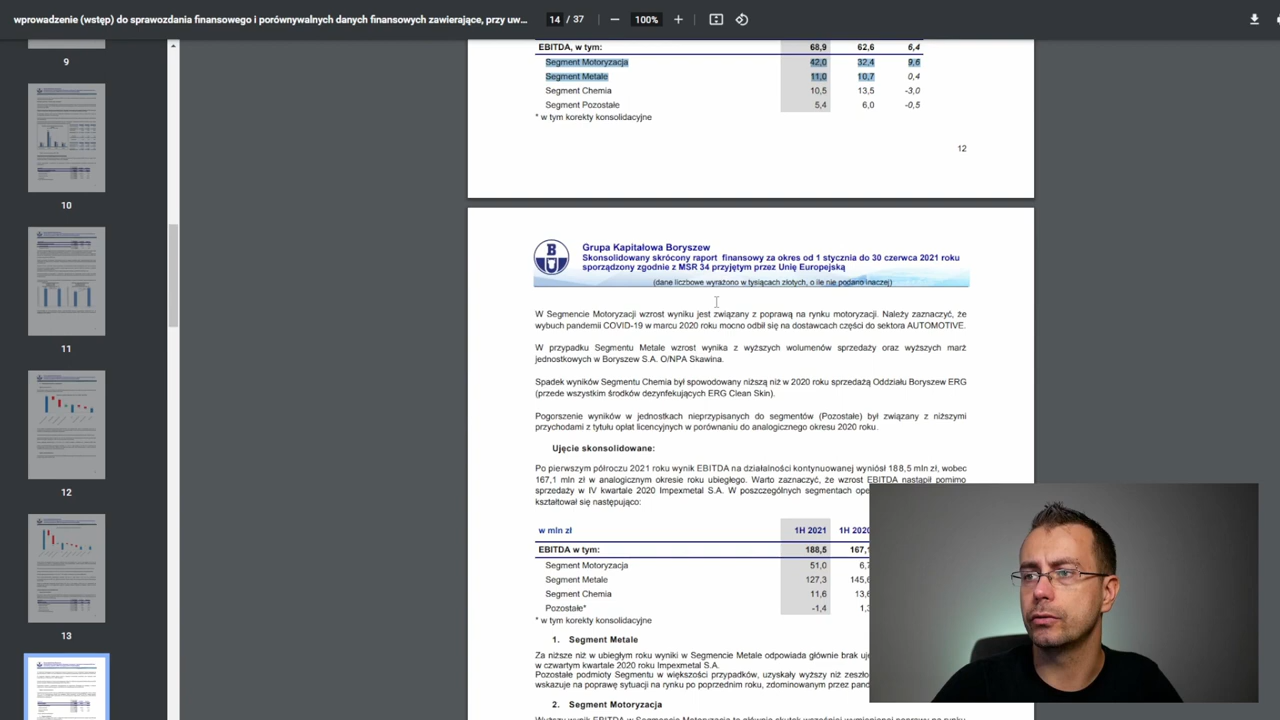 wprowadzenie (wstęp) do sprawozdania finansowego i porównywalnych danych finansowych zawierające, przy uw...
14 / 37
100%
9
10
11
12
13
EBITDA, w tym: 68,9 62,6 6,4
Segment Motoryzacja 42,0 32,4 9,6
Segment Metale 11,0 10,7 0,4
Segment Chemia 10,5 13,5 -3,0
Segment Pozostałe 5,4 6,0 -0,5
* w tym korekty konsolidacyjne
12
B
Grupa Kapitałowa Boryszew
Skonsolidowany skrócony raport finansowy za okres od 1 stycznia do 30 czerwca 2021 roku
sporządzony zgodnie z MSR 34 przyjętym przez Unię Europejską
(dane liczbowe wyrażono w tysiącach złotych, o ile nie podano inaczej)
W Segmencie Motoryzacji wzrost wyniku jest związany z poprawą na rynku motoryzacji. Należy zaznaczyć, że
wybuch pandemii COVID-19 w marcu 2020 roku mocno odbił się na dostawcach części do sektora AUTOMOTIVE.
W przypadku Segmentu Metale wzrost wynika z wyższych wolumenów sprzedaży oraz wyższych marż
jednostkowych w Boryszew S.A. O/NPA Skawina.
Spadek wyników Segmentu Chemia był spowodowany niższą niż w 2020 roku sprzedażą Oddziału Boryszew ERG
(przede wszystkim środków dezynfekujących ERG Clean Skin).
Pogorszenie wyników w jednostkach nieprzypisanych do segmentów (Pozostałe) był związany z niższymi
przychodami z tytułu opłat licencyjnych w porównaniu do analogicznego okresu 2020 roku.
Ujęcie skonsolidowane:
Po pierwszym półroczu 2021 roku wynik EBITDA na działalności kontynuowanej wyniósł 188,5 mln zł, wobec
167,1 mln zł w analogicznym okresie roku ubiegłego. Warto zaznaczyć, że wzrost EBITDA nastąpił pomimo
sprzedaży w IV kwartale 2020 Impexmetal S.A. W poszczególnych segmentach
kształtował się następująco:
w mln zł 1H 2021 1H 2020
EBITDA w tym: 188,5 167,1
Segment Motoryzacja 51,0 6,7
Segment Metale 127,3 145,6
Segment Chemia 11,6 13,6
Pozostałe* -1,4 1,3
* w tym korekty konsolidacyjne
1. Segment Metale
Za niższe niż w ubiegłym roku wyniki w Segmencie Metale odpowiada głównie brak
w czwartym kwartale 2020 roku Impexmetal S.A.
Pozostałe podmioty Segmentu w większości przypadków, uzyskały wyższy niż
wskazuje na poprawę sytuacji na rynku po poprzednim roku, zdominowanym przez
2. Segment Motoryzacja